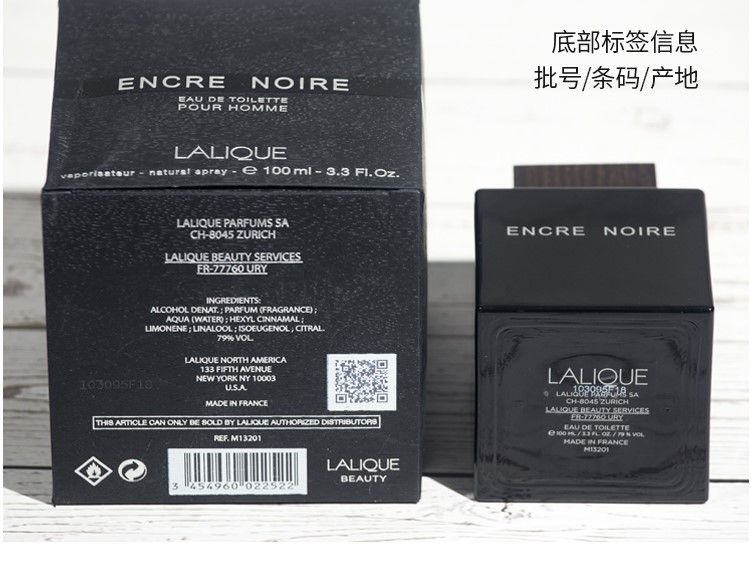 底部标签信息
批号/条码/产地
ENCRE NOIRE
EAU DE TOILETTE
POUR HOMME
LALIQUE
vaporisateur - natural spray - e 100 ml - 3.3 Fl.Oz.
LALIQUE PARFUMS SA
CH-8045 ZURICH
LALIQUE BEAUTY SERVICES
FR-77760 URY
INGREDIENTS:
ALCOHOL DENAT. ; PARFUM (FRAGRANCE) ;
AQUA (WATER) ; HEXYL CINNAMAL ;
LIMONENE ; LINALOOL ; ISOEUGENOL ; CITRAL.
79% VOL.
LALIQUE NORTH AMERICA
133 FIFTH AVENUE
NEW YORK NY 10003
U.S.A.
103095F18
MADE IN FRANCE
THIS ARTICLE CAN ONLY BE SOLD BY LALIQUE AUTHORIZED DISTRIBUTORS
REF. M13201
3 454960 022522
LALIQUE
BEAUTY
ENCRE NOIRE
LALIQUE
103095F18
LALIQUE PARFUMS SA
CH-8045 ZURICH
LALIQUE BEAUTY SERVICES
FR-77760 URY
EAU DE TOILETTE
e 100 ML / 3.3 FL. OZ. / 79 % VOL
MADE IN FRANCE
M13201